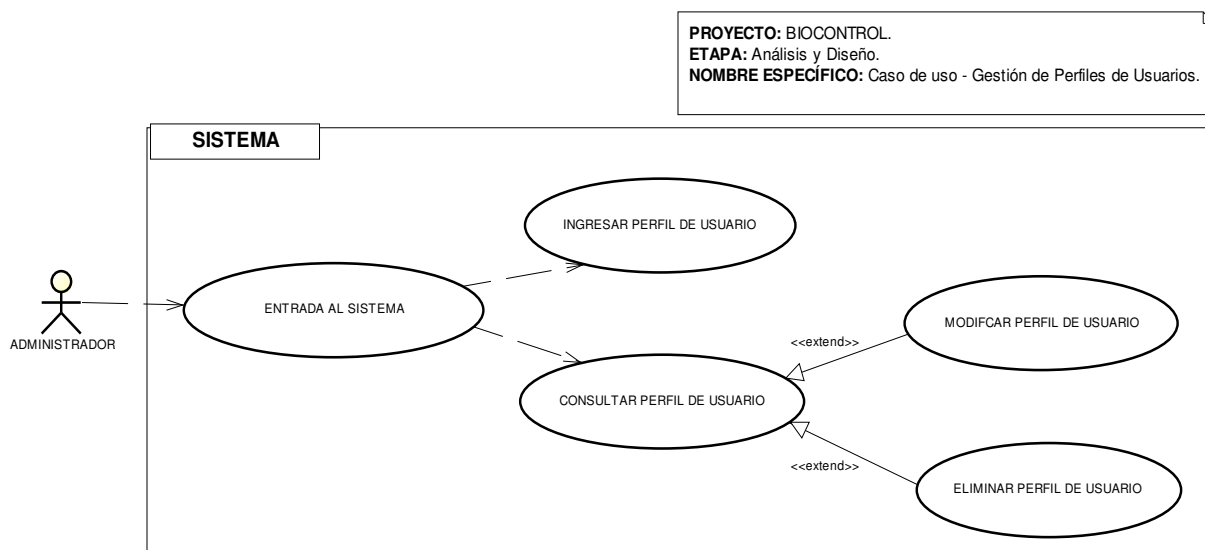 PROYECTO: BIOCONTROL.
ETAPA: Análisis y Diseño.
NOMBRE ESPECÍFICO: Caso de uso - Gestión de Perfiles de Usuarios.
SISTEMA
INGRESAR PERFIL DE USUARIO
ENTRADA AL SISTEMA
ADMINISTRADOR
MODIFCAR PERFIL DE USUARIO
<<extend>>
CONSULTAR PERFIL DE USUARIO
<<extend>>
ELIMINAR PERFIL DE USUARIO